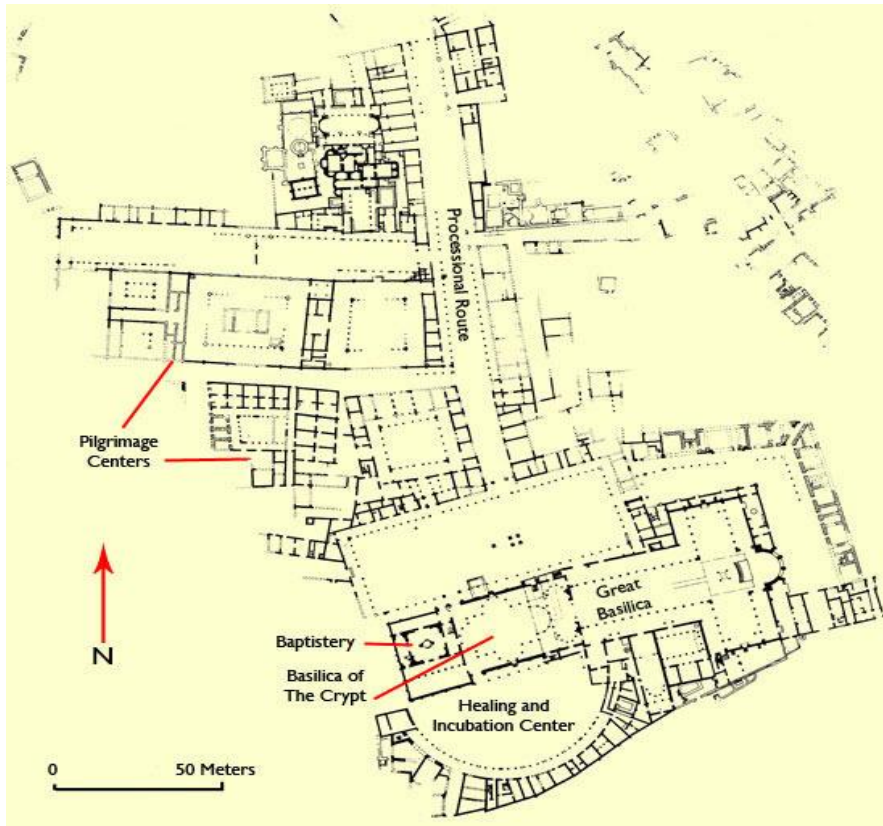 Processional Route
Pilgrimage
Centers
Great
Basilica
N
Baptistery
Basilica of
The Crypt
Healing and
Incubation Center
0 50 Meters